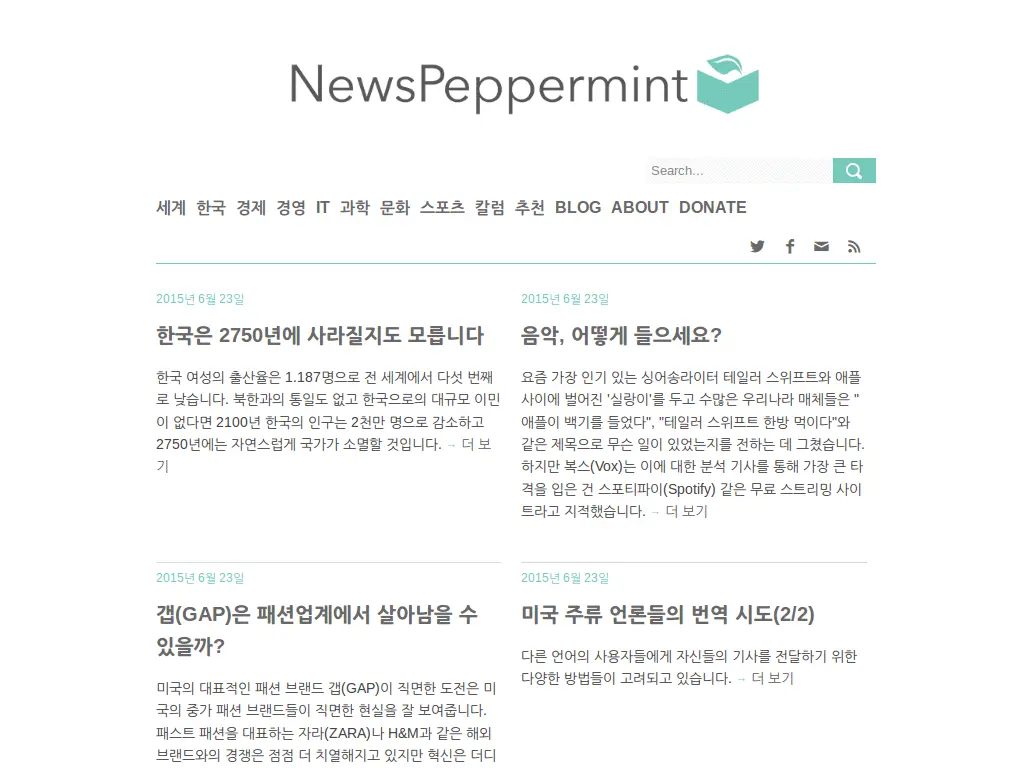 NewsPeppermint
Search...
세계 한국 경제 경영 IT 과학 문화 스포츠 칼럼 추천 BLOG ABOUT DONATE
2015년 6월 23일
한국은 2750년에 사라질지도 모릅니다
한국 여성의 출산율은 1.187명으로 전 세계에서 다섯 번째
로 낮습니다. 북한과의 통일도 없고 한국으로의 대규모 이민
이 없다면 2100년 한국의 인구는 2천만 명으로 감소하고
2750년에는 자연스럽게 국가가 소멸할 것입니다. → 더 보
기
2015년 6월 23일
음악, 어떻게 들으세요?
요즘 가장 인기 있는 싱어송라이터 테일러 스위프트와 애플
사이에 벌어진 '실랑이'를 두고 수많은 우리나라 매체들은 "
애플이 백기를 들었다", "테일러 스위프트 한방 먹이다"와
같은 제목으로 무슨 일이 있었는지를 전하는 데 그쳤습니다.
하지만 복스(Vox)는 이에 대한 분석 기사를 통해 가장 큰 타
격을 입은 건 스포티파이(Spotify) 같은 무료 스트리밍 사이
트라고 지적했습니다. → 더 보기
2015년 6월 23일
갭(GAP)은 패션업계에서 살아남을 수
있을까?
미국의 대표적인 패션 브랜드 갭(GAP)이 직면한 도전은 미
국의 중가 패션 브랜드들이 직면한 현실을 잘 보여줍니다.
패스트 패션을 대표하는 자라(ZARA)나 H&M과 같은 해외
브랜드와의 경쟁은 점점 더 치열해지고 있지만 혁신은 더디
2015년 6월 23일
미국 주류 언론들의 번역 시도(2/2)
다른 언어의 사용자들에게 자신들의 기사를 전달하기 위한
다양한 방법들이 고려되고 있습니다. → 더 보기